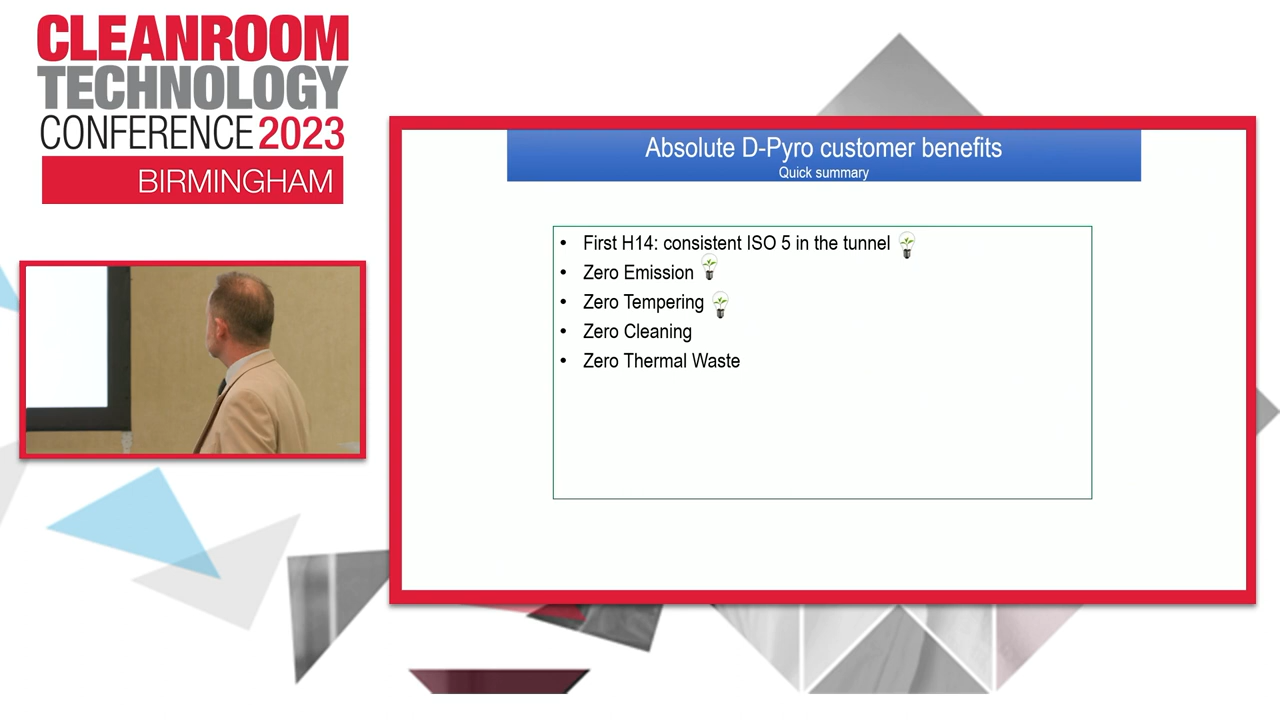 CLEANROOM
TECHNOLOGY
CONFERENCE 2023
BIRMINGHAM
Absolute D-Pyro customer benefits
Quick summary
• First H14: consistent ISO 5 in the tunnel
• Zero Emission
• Zero Tempering
• Zero Cleaning
• Zero Thermal Waste